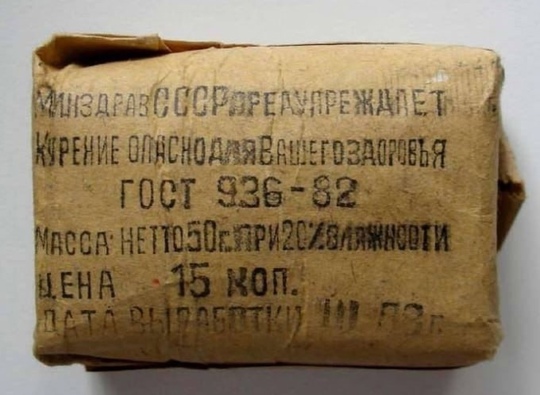 МИНЗДРАВ СССР ПРЕДУПРЕЖДАЕТ
КУРЕНИЕ ОПАСНО ДЛЯ ВАШЕГО ЗДОРОВЬЯ
ГОСТ 936-82
МАССА НЕТТО 50г. ПРИ 20% ВЛАЖНОСТИ
ЦЕНА 15 коп.
ДАТА ВЫРАБОТКИ